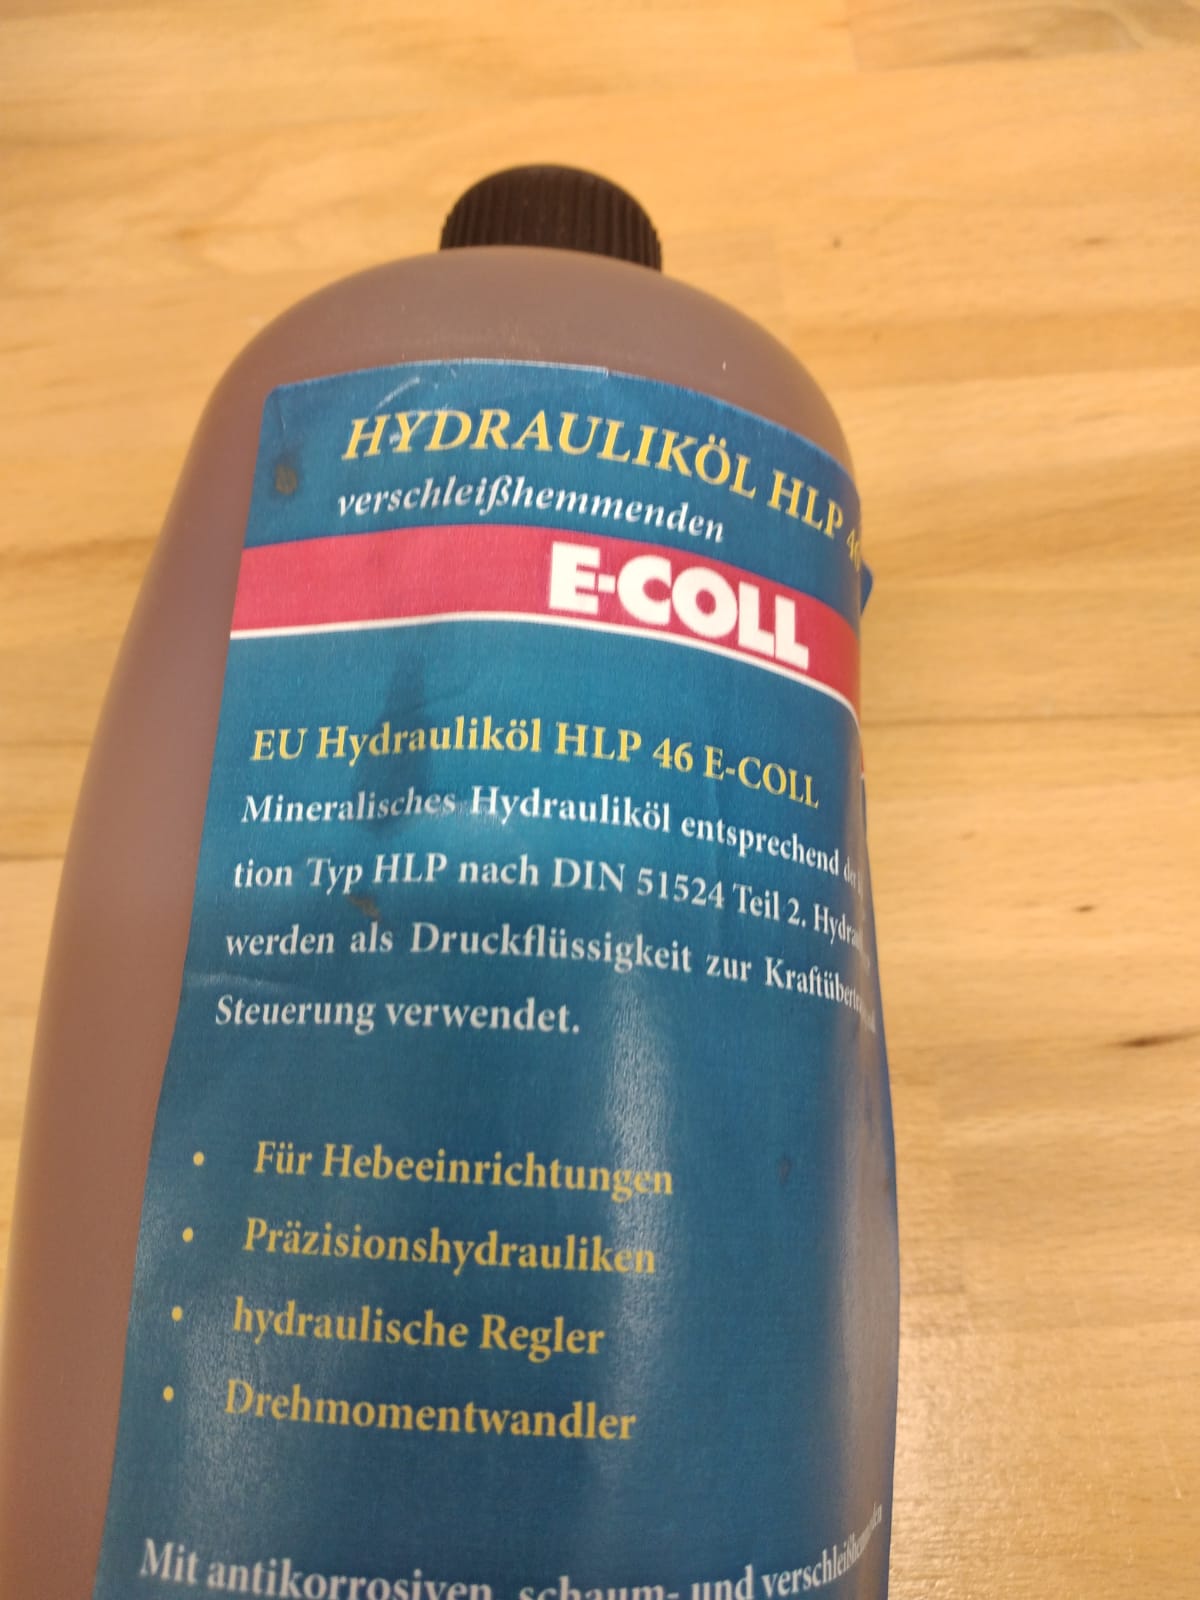 HYDRAULIKÖL HLP 46
verschleißhemmenden
E-COLL
EU Hydrauliköl HLP 46 E-COLL
Mineralisches Hydrauliköl entsprechend
tion Typ HLP nach DIN 51524 Teil 2.
werden als Druckflüssigkeit zur
Steuerung verwendet.
• Für Hebeeinrichtungen
• Präzisionshydrauliken
• hydraulische Regler
• Drehmomentwandler
Mit antikorrosiven, schaum- und